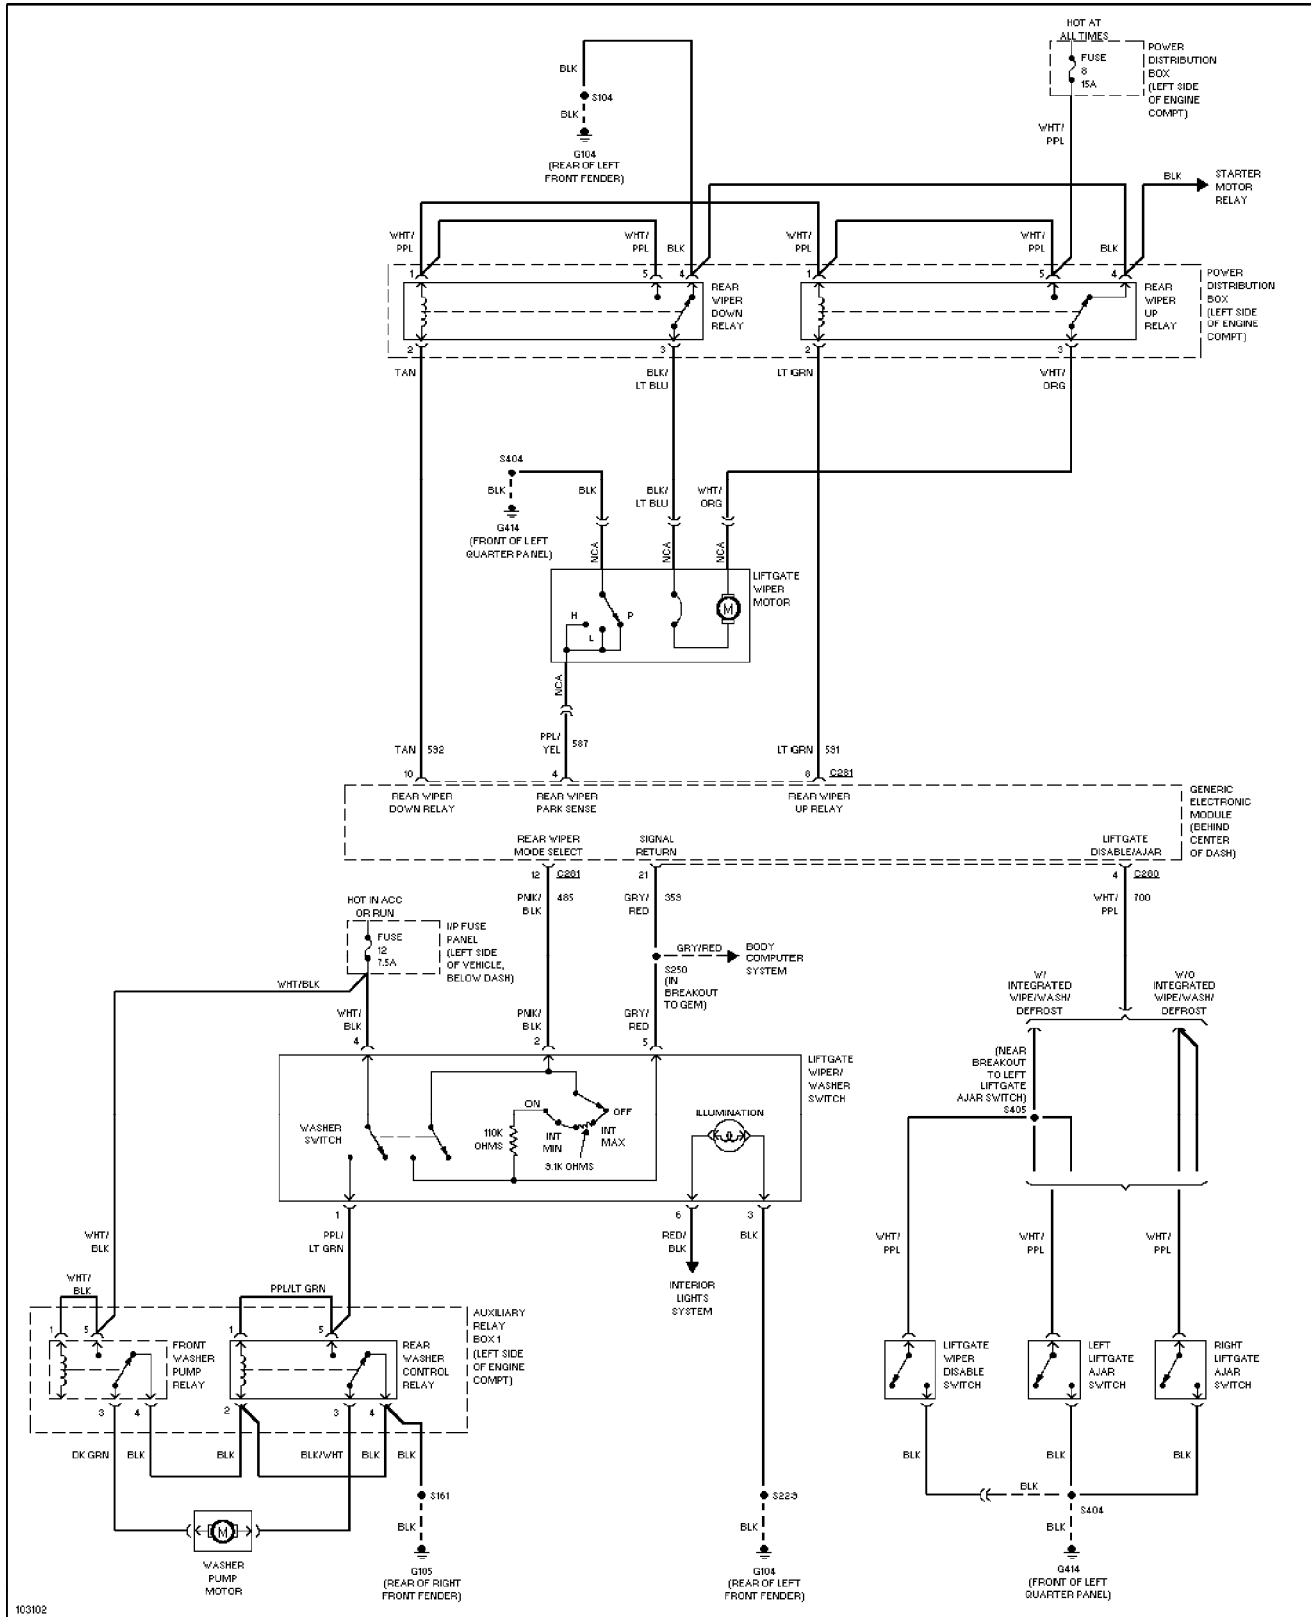 HOT AT
ALL TIMES
FUSE
8
15A
POWER
DISTRIBUTION
BOX
(LEFT SIDE
OF ENGINE
COMPT)
BLK
S104
BLK
G104
(REAR OF LEFT
FRONT FENDER)
WHT/
PPL
BLK
STARTER
MOTOR
RELAY
WHT/
PPL
WHT/
PPL
BLK
WHT/
PPL
WHT/
PPL
BLK
1
5
4
1
5
4
REAR
WIPER
DOWN
RELAY
REAR
WIPER
UP
RELAY
POWER
DISTRIBUTION
BOX
(LEFT SIDE
OF ENGINE
COMPT)
2
3
2
3
TAN
BLK/
LT BLU
LT GRN
WHT/
ORG
S404
BLK
G414
(FRONT OF LEFT
QUARTER PANEL)
BLK
BLK/
LT BLU
WHT/
ORG
NCA
NCA
NCA
LIFTGATE
WIPER
MOTOR
H
L
P
M
NCA
PPL/
YEL
587
TAN
592
LT GRN
591
10
4
8
C281
REAR WIPER
DOWN RELAY
REAR WIPER
PARK SENSE
REAR WIPER
UP RELAY
GENERIC
ELECTRONIC
MODULE
(BEHIND
CENTER
OF DASH)
REAR WIPER
MODE SELECT
SIGNAL
RETURN
LIFTGATE
DISABLE/AJAR
12
C281
21
4
C280
PNK/
BLK
485
GRY/
RED
359
WHT/
PPL
700
HOT IN ACC
OR RUN
FUSE
12
7.5A
I/P FUSE
PANEL
(LEFT SIDE
OF VEHICLE,
BELOW DASH)
GRY/RED
BODY
COMPUTER
SYSTEM
S250
(IN
BREAKOUT
TO GEM)
WHT/BLK
WHT/
BLK
PNK/
BLK
GRY/
RED
4
2
5
W/
INTEGRATED
WIPE/WASH/
DEFROST
W/O
INTEGRATED
WIPE/WASH/
DEFROST
(NEAR
BREAKOUT
TO LEFT
LIFTGATE
AJAR SWITCH)
S405
LIFTGATE
WIPER/
WASHER
SWITCH
WASHER
SWITCH
110K
OHMS
ON
INT
MIN
OFF
INT
MAX
9.1K OHMS
ILLUMINATION
1
6
3
WHT/
BLK
PPL/
LT GRN
RED/
BLK
BLK
INTERIOR
LIGHTS
SYSTEM
WHT/
PPL
WHT/
PPL
WHT/
PPL
WHT/
BLK
PPL/LT GRN
1
5
1
5
FRONT
WASHER
PUMP
RELAY
REAR
WASHER
CONTROL
RELAY
AUXILIARY
RELAY
BOX 1
(LEFT SIDE
OF ENGINE
COMPT)
3
4
2
3
4
DK GRN
BLK
BLK
BLK/WHT
BLK
BLK
LIFTGATE
WIPER
DISABLE
SWITCH
LEFT
LIFTGATE
AJAR
SWITCH
RIGHT
LIFTGATE
AJAR
SWITCH
BLK
BLK
BLK
BLK
S161
S229
S404
M
WASHER
PUMP
MOTOR
BLK
G105
(REAR OF RIGHT
FRONT FENDER)
BLK
G104
(REAR OF LEFT
FRONT FENDER)
BLK
G414
(FRONT OF LEFT
QUARTER PANEL)
103102